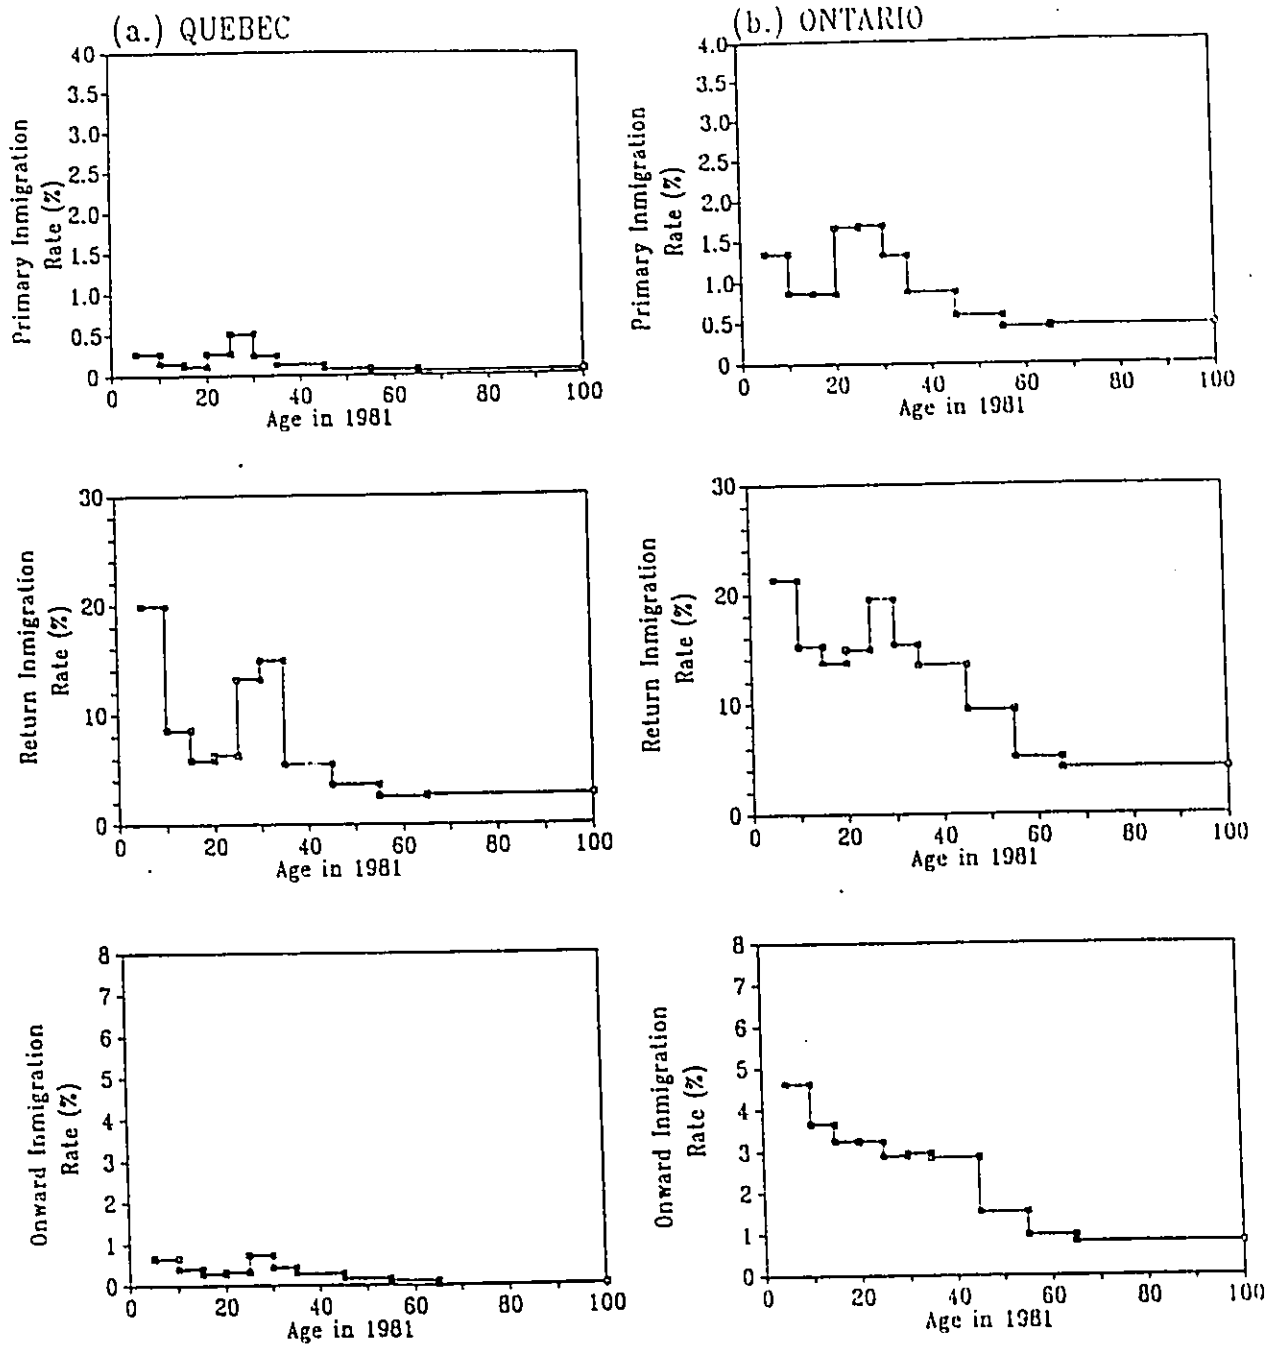 (a.) QUEBEC
(b.) ONTARIO
Primary Inmigration
Rate (%)
4.0
3.5
3.0
2.5
2.0
1.5
1.0
0.5
0
0 20 40 60 80 100
Age in 1981
Primary Inmigration
Rate (%)
4.0
3.5
3.0
2.5
2.0
1.5
1.0
0.5
0
0 20 40 60 80 100
Age in 1981
Return Inmigration
Rate (%)
30
20
10
0
0 20 40 60 80 100
Age in 1981
Return Inmigration
Rate (%)
30
20
10
0
0 20 40 60 80 100
Age in 1981
Onward Inmigration
Rate (%)
8
7
6
5
4
3
2
1
0
0 20 40 60 80 100
Age in 1981
Onward Inmigration
Rate (%)
8
7
6
5
4
3
2
1
0
0 20 40 60 80 100
Age in 1981